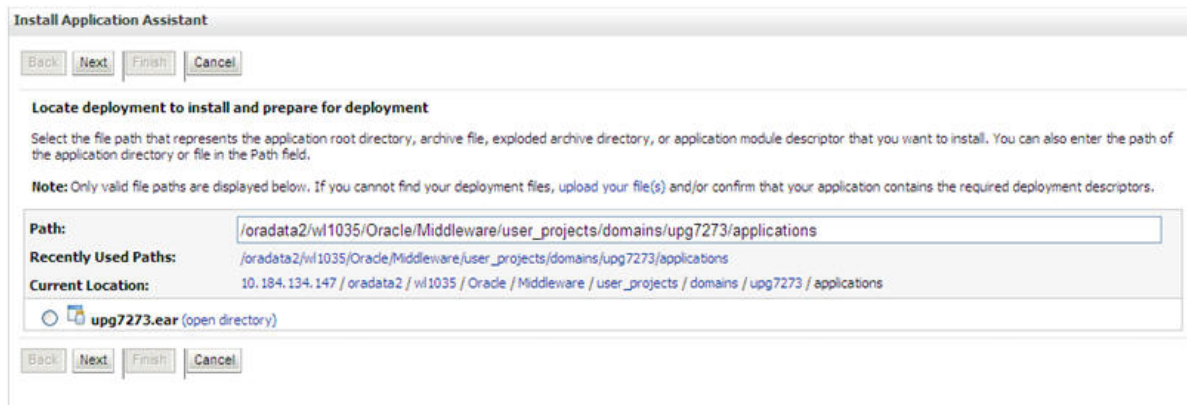 Install Application Assistant
Back Next Finish Cancel
Locate deployment to install and prepare for deployment
Select the file path that represents the application root directory, archive file, exploded archive directory, or application module descriptor that you want to install. You can also enter the path of
the application directory or file in the Path field.
Note: Only valid file paths are displayed below. If you cannot find your deployment files, upload your file(s) and/or confirm that your application contains the required deployment descriptors.
Path: /oradata2/wl1035/Oracle/Middleware/user_projects/domains/upg7273/applications
Recently Used Paths: /oradata2/wl1035/Oracle/Middleware/user_projects/domains/upg7273/applications
Current Location: 10.184.134.147 / oradata2 / wl1035 / Oracle / Middleware / user_projects / domains / upg7273 / applications
upg7273.ear (open directory)
Back Next Finish Cancel